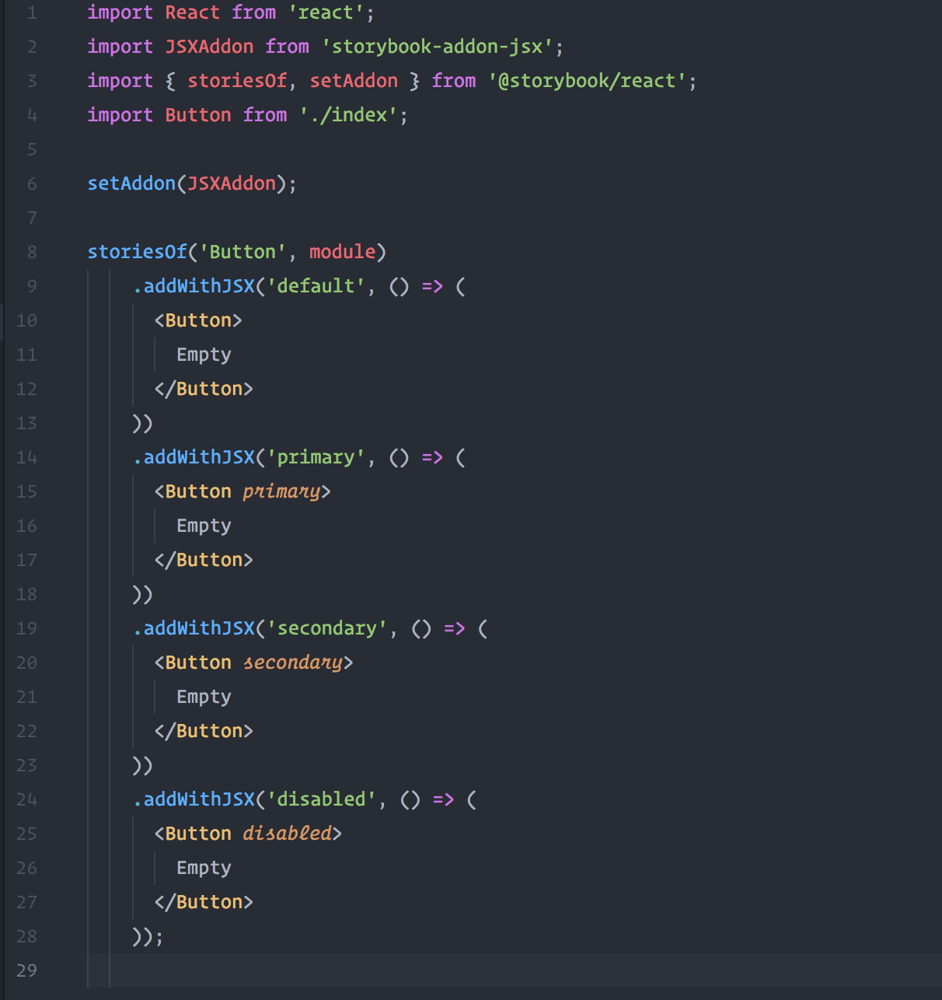 1 import React from 'react';
2 import JSXAddon from 'storybook-addon-jsx';
3 import { storiesOf, setAddon } from '@storybook/react';
4 import Button from './index';
5
6 setAddon(JSXAddon);
7
8 storiesOf('Button', module)
9 .addWithJSX('default', () => (
10 <Button>
11 Empty
12 </Button>
13 ))
14 .addWithJSX('primary', () => (
15 <Button primary>
16 Empty
17 </Button>
18 ))
19 .addWithJSX('secondary', () => (
20 <Button secondary>
21 Empty
22 </Button>
23 ))
24 .addWithJSX('disabled', () => (
25 <Button disabled>
26 Empty
27 </Button>
28 ));
29